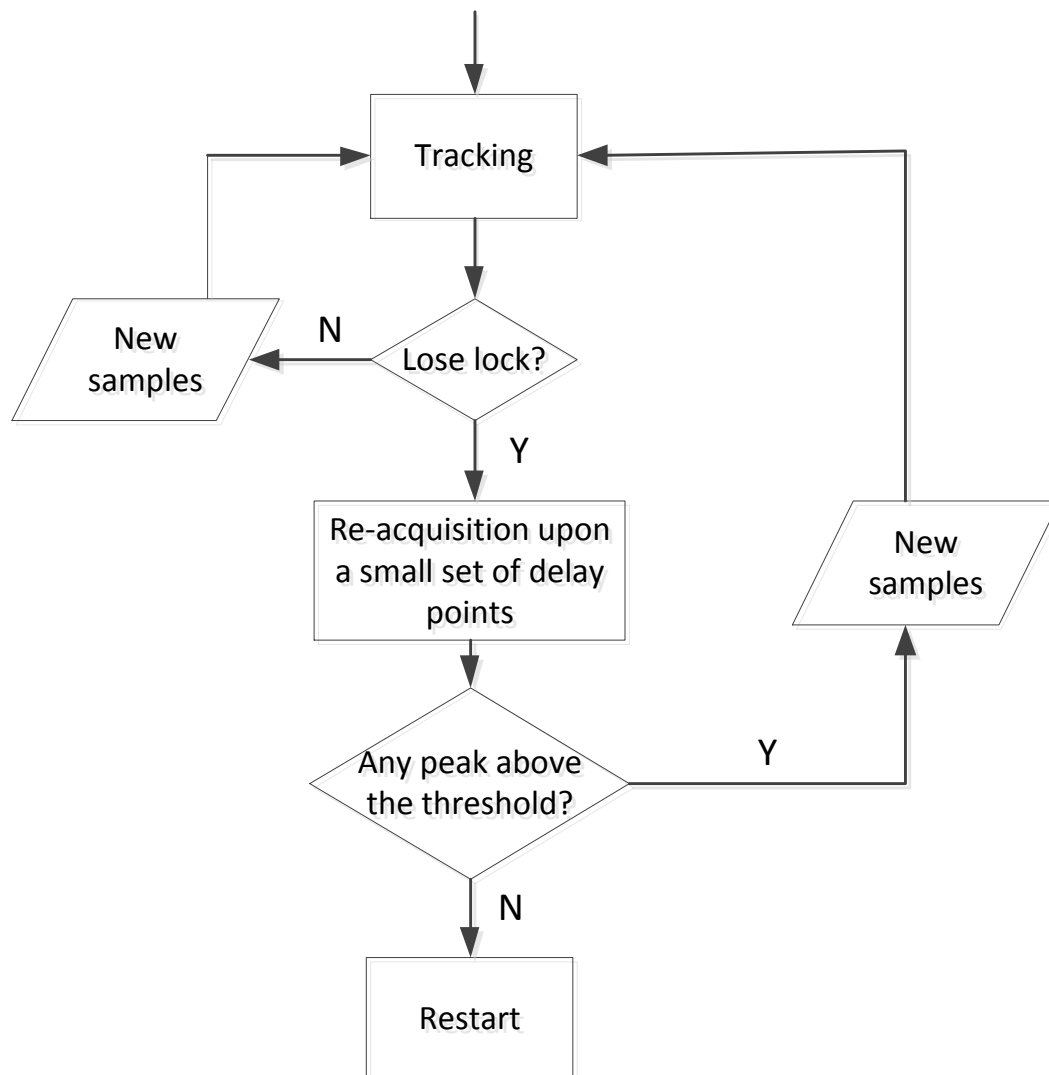 Tracking
N
Lose lock?
New
samples
Y
Re-acquisition upon
a small set of delay
points
New
samples
Any peak above
the threshold?
Y
N
Restart